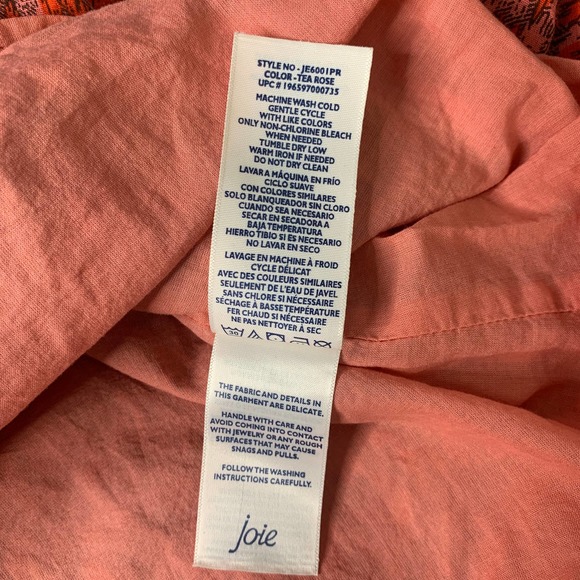 STYLE NO - JE6001PR
COLOR - TEA ROSE
UPC # 196597000735
MACHINE WASH COLD
GENTLE CYCLE
WITH LIKE COLORS
ONLY NON-CHLORINE BLEACH
WHEN NEEDED
TUMBLE DRY LOW
WARM IRON IF NEEDED
DO NOT DRY CLEAN
LAVAR A MÁQUINA EN FRÍO
CICLO SUAVE
CON COLORES SIMILARES
SOLO BLANQUEADOR SIN CLORO
CUANDO SEA NECESARIO
SECAR EN SECADORA A
BAJA TEMPERATURA
HIERRO TIBIO SI ES NECESARIO
NO LAVAR EN SECO
LAVAGE EN MACHINE À FROID
CYCLE DÉLICAT
AVEC DES COULEURS SIMILAIRES
SEULEMENT DE L'EAU DE JAVEL
SANS CHLORE SI NÉCESSAIRE
SÉCHAGE À BASSE TEMPÉRATURE
FER CHAUD SI NÉCESSAIRE
NE PAS NETTOYER À SEC
30
THE FABRIC AND DETAILS IN
THIS GARMENT ARE DELICATE.
HANDLE WITH CARE AND
AVOID COMING INTO CONTACT
WITH JEWELRY OR ANY ROUGH
SURFACES THAT MAY CAUSE
SNAGS AND PULLS.
FOLLOW THE WASHING
INSTRUCTIONS CAREFULLY.
joie